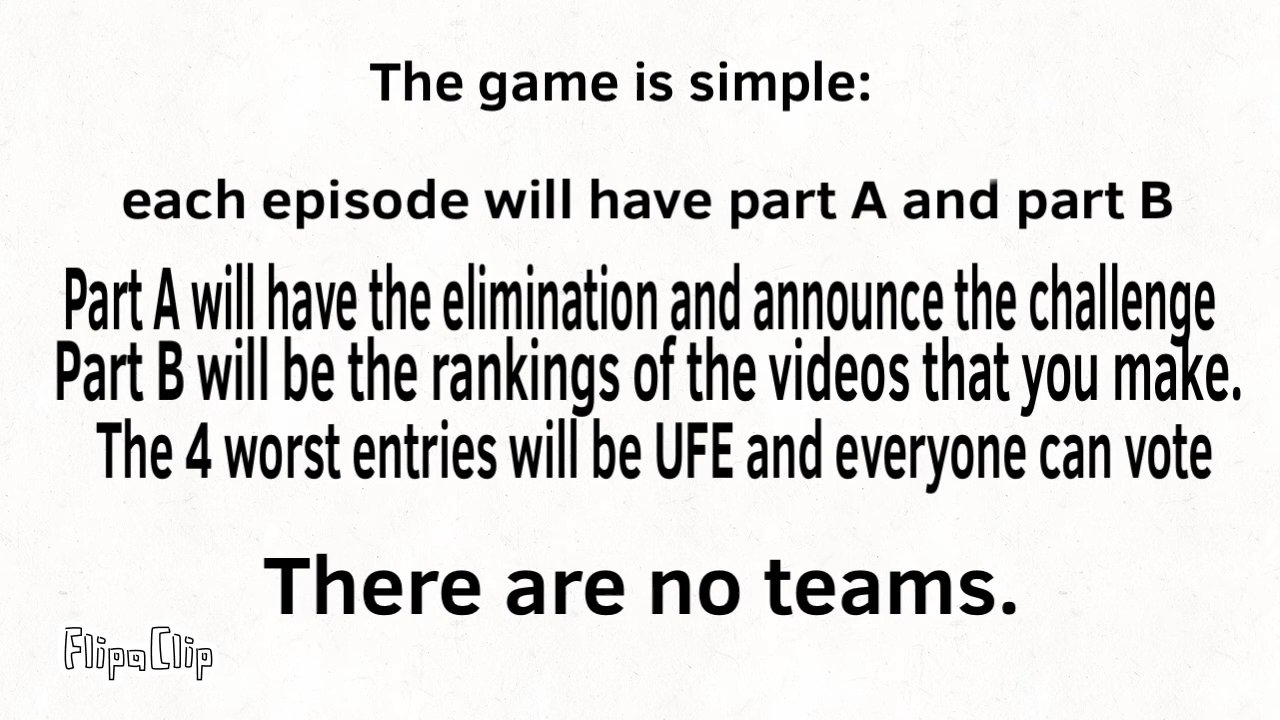 The game is simple:
each episode will have part A and part B
Part A will have the elimination and announce the challenge
Part B will be the rankings of the videos that you make.
The 4 worst entries will be UFE and everyone can vote
There are no teams.
FlipaClip